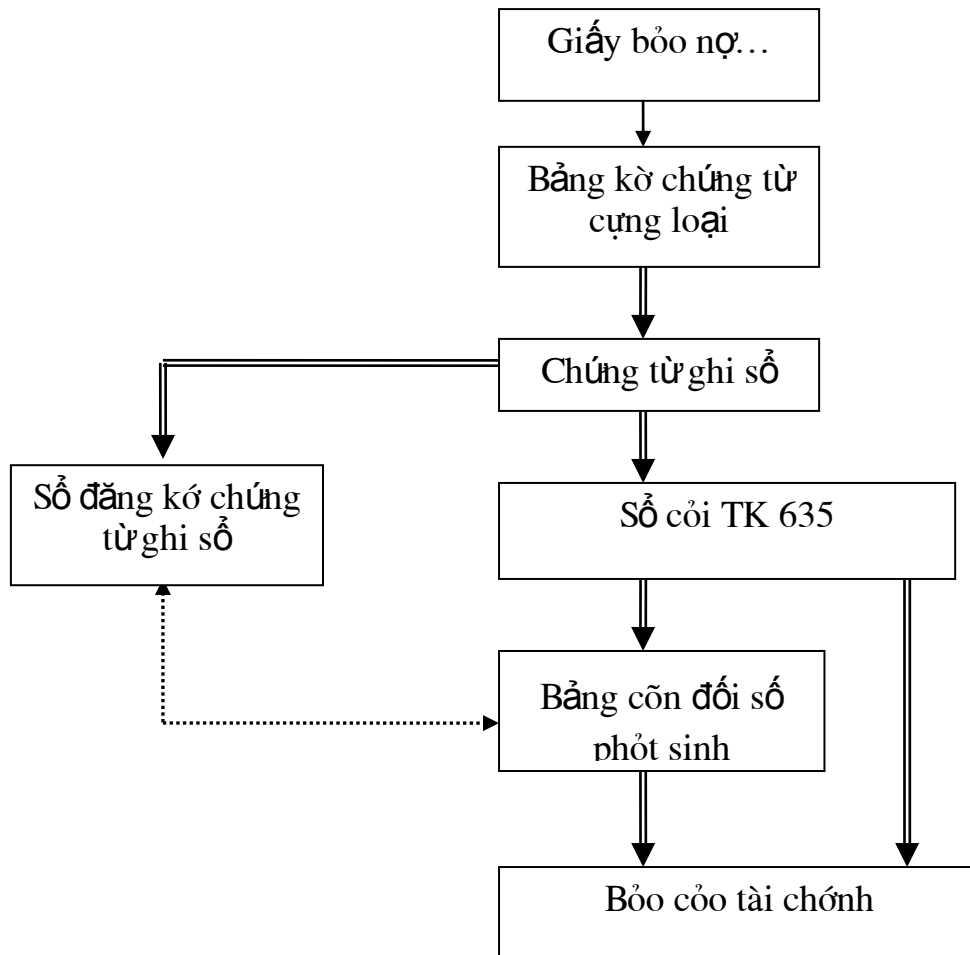 Giấy bỏo nợ…
Bảng kờ chứng từ
cựng loại
Chứng từ ghi sổ
Sổ đăng kớ chứng
từ ghi sổ
Sổ cỏi TK 635
Bảng cõn đối số
phỏt sinh
Bỏo cỏo tài chớnh